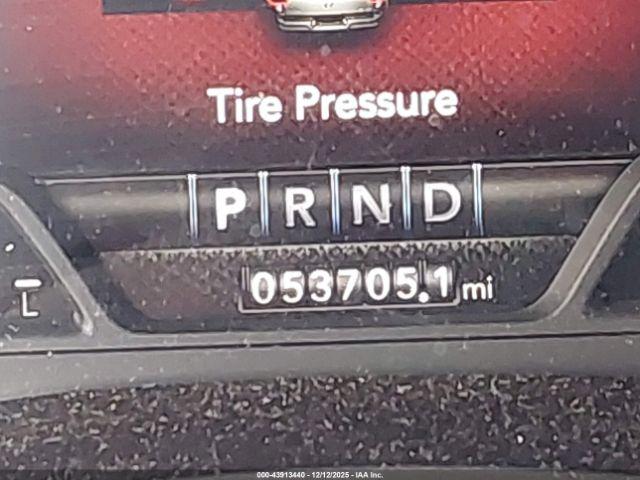 Tire Pressure
P R N D
053705.1 mi
L
000-43913440 - 12/12/2025 - IAA Inc.